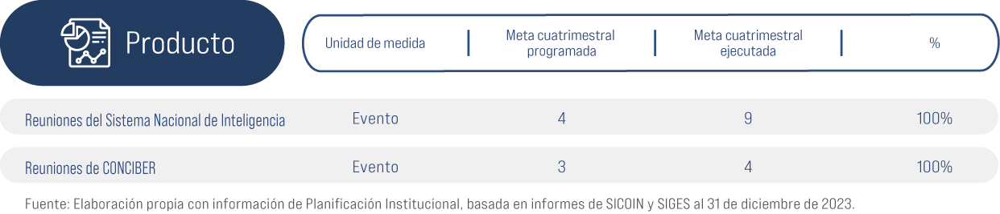 Producto
Unidad de medida
Meta cuatrimestral
programada
Meta cuatrimestral
ejecutada
%
Reuniones del Sistema Nacional de Inteligencia Evento 4 9 100%
Reuniones de CONCIBER Evento 3 4 100%
Fuente: Elaboración propia con información de Planificación Institucional, basada en informes de SICOIN y SIGES al 31 de diciembre de 2023.